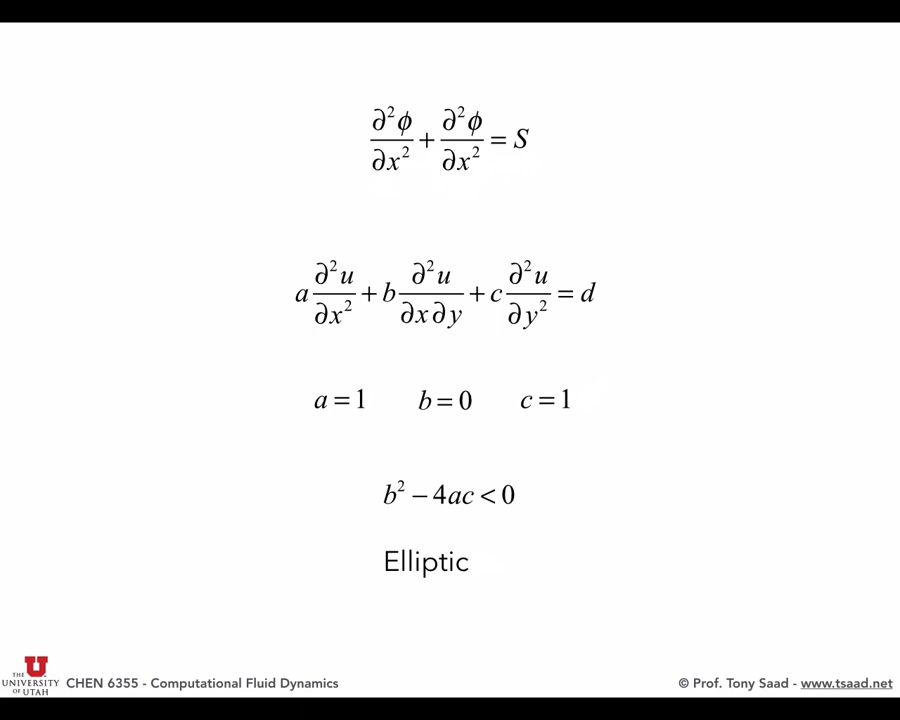 ∂²ϕ/∂x² + ∂²ϕ/∂x² = S
a ∂²u/∂x² + b ∂²u/∂x∂y + c ∂²u/∂y² = d
a = 1 b = 0 c = 1
b² − 4ac < 0
Elliptic
THE UNIVERSITY OF UTAH
CHEN 6355 - Computational Fluid Dynamics
© Prof. Tony Saad - www.tsaad.net